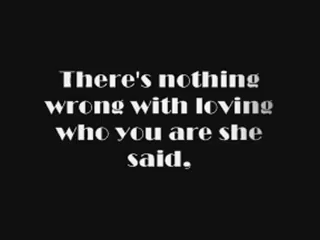 There's nothing
wrong with loving
who you are she
said,